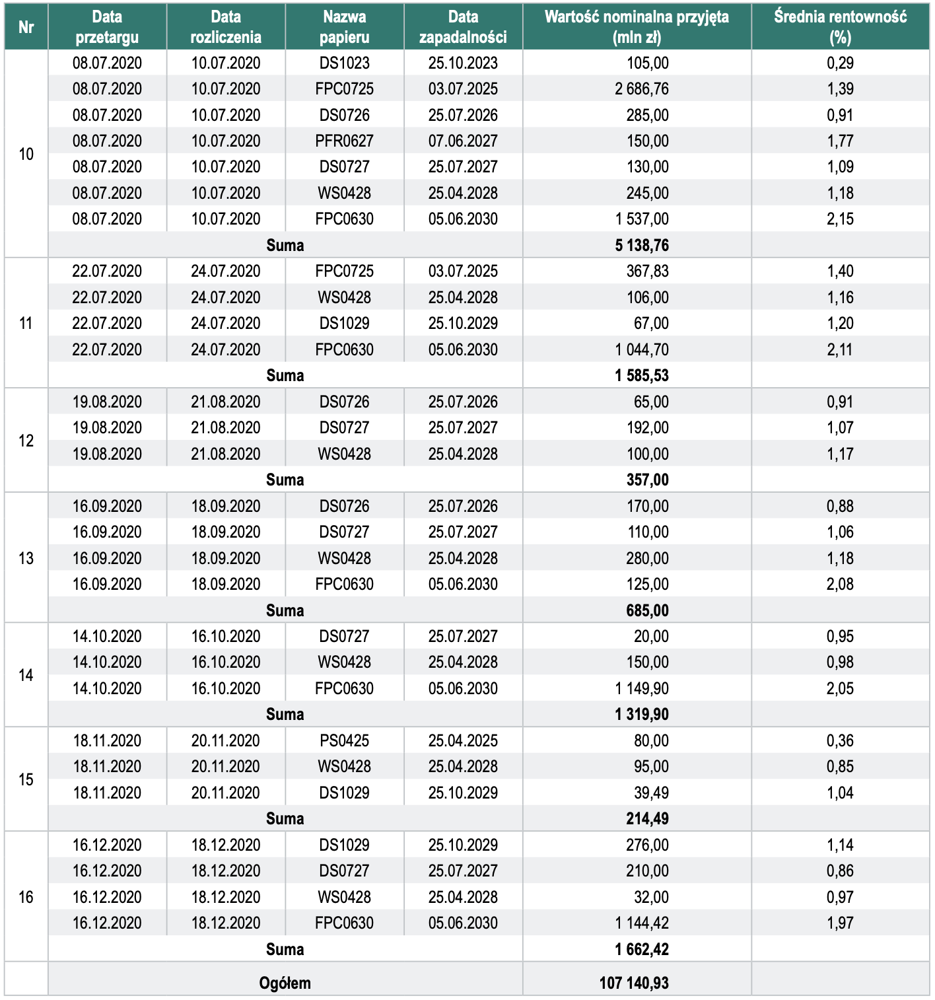 Nr Data przetargu Data rozliczenia Nazwa papieru Data zapadalności Wartość nominalna przyjęta (mln zł) Średnia rentowność (%)
10
08.07.2020 10.07.2020 DS1023 25.10.2023 105,00 0,29
08.07.2020 10.07.2020 FPC0725 03.07.2025 2 686,76 1,39
08.07.2020 10.07.2020 DS0726 25.07.2026 285,00 0,91
08.07.2020 10.07.2020 PFR0627 07.06.2027 150,00 1,77
08.07.2020 10.07.2020 DS0727 25.07.2027 130,00 1,09
08.07.2020 10.07.2020 WS0428 25.04.2028 245,00 1,18
08.07.2020 10.07.2020 FPC0630 05.06.2030 1 537,00 2,15
Suma 5 138,76
11
22.07.2020 24.07.2020 FPC0725 03.07.2025 367,83 1,40
22.07.2020 24.07.2020 WS0428 25.04.2028 106,00 1,16
22.07.2020 24.07.2020 DS1029 25.10.2029 67,00 1,20
22.07.2020 24.07.2020 FPC0630 05.06.2030 1 044,70 2,11
Suma 1 585,53
12
19.08.2020 21.08.2020 DS0726 25.07.2026 65,00 0,91
19.08.2020 21.08.2020 DS0727 25.07.2027 192,00 1,07
19.08.2020 21.08.2020 WS0428 25.04.2028 100,00 1,17
Suma 357,00
13
16.09.2020 18.09.2020 DS0726 25.07.2026 170,00 0,88
16.09.2020 18.09.2020 DS0727 25.07.2027 110,00 1,06
16.09.2020 18.09.2020 WS0428 25.04.2028 280,00 1,18
16.09.2020 18.09.2020 FPC0630 05.06.2030 125,00 2,08
Suma 685,00
14
14.10.2020 16.10.2020 DS0727 25.07.2027 20,00 0,95
14.10.2020 16.10.2020 WS0428 25.04.2028 150,00 0,98
14.10.2020 16.10.2020 FPC0630 05.06.2030 1 149,90 2,05
Suma 1 319,90
15
18.11.2020 20.11.2020 PS0425 25.04.2025 80,00 0,36
18.11.2020 20.11.2020 WS0428 25.04.2028 95,00 0,85
18.11.2020 20.11.2020 DS1029 25.10.2029 39,49 1,04
Suma 214,49
16
16.12.2020 18.12.2020 DS1029 25.10.2029 276,00 1,14
16.12.2020 18.12.2020 DS0727 25.07.2027 210,00 0,86
16.12.2020 18.12.2020 WS0428 25.04.2028 32,00 0,97
16.12.2020 18.12.2020 FPC0630 05.06.2030 1 144,42 1,97
Suma 1 662,42
Ogółem 107 140,93